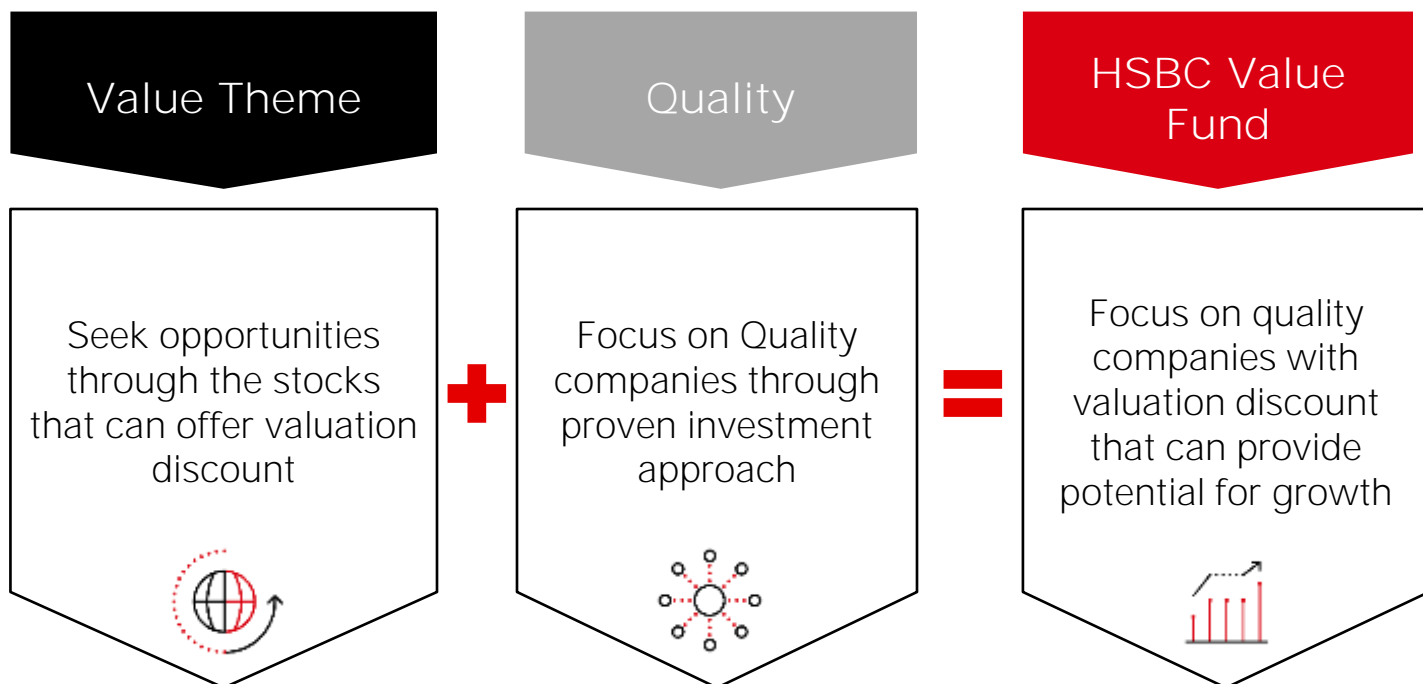 Value Theme
Quality
HSBC Value
Fund
Seek opportunities
through the stocks
that can offer valuation
discount
Focus on Quality
companies through
proven investment
approach
Focus on quality
companies with
valuation discount
that can provide
potential for growth